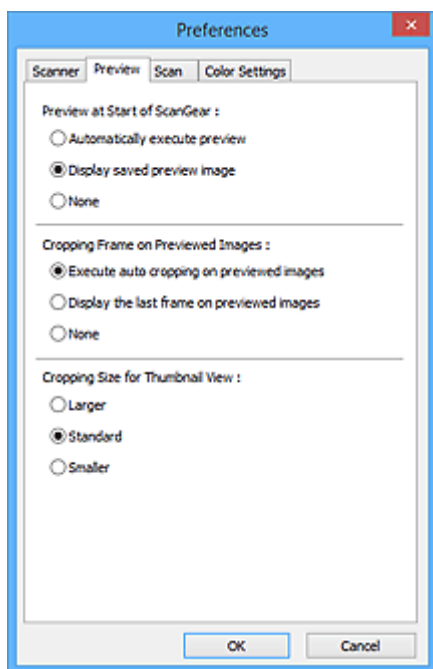 Preferences
Scanner Preview Scan Color Settings
Preview at Start of ScanGear :
Automatically execute preview
Display saved preview image
None
Cropping Frame on Previewed Images :
Execute auto cropping on previewed images
Display the last frame on previewed images
None
Cropping Size for Thumbnail View :
Larger
Standard
Smaller
OK Cancel